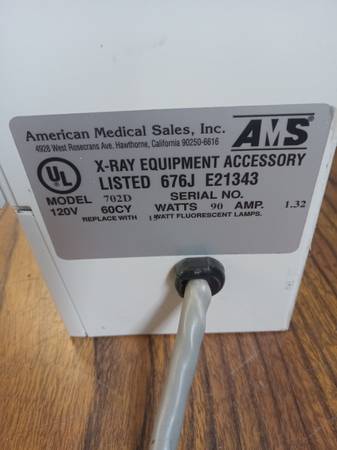 American Medical Sales, Inc.
4928 West Rosecrans Ave. Hawthorne, California 90250-6616
AMS
UL
X-RAY EQUIPMENT ACCESSORY
LISTED 676J E21343
MODEL 702D SERIAL NO.
120V 60CY WATTS 90 AMP. 1.32
REPLACE WITH WATT FLUORESCENT LAMPS.